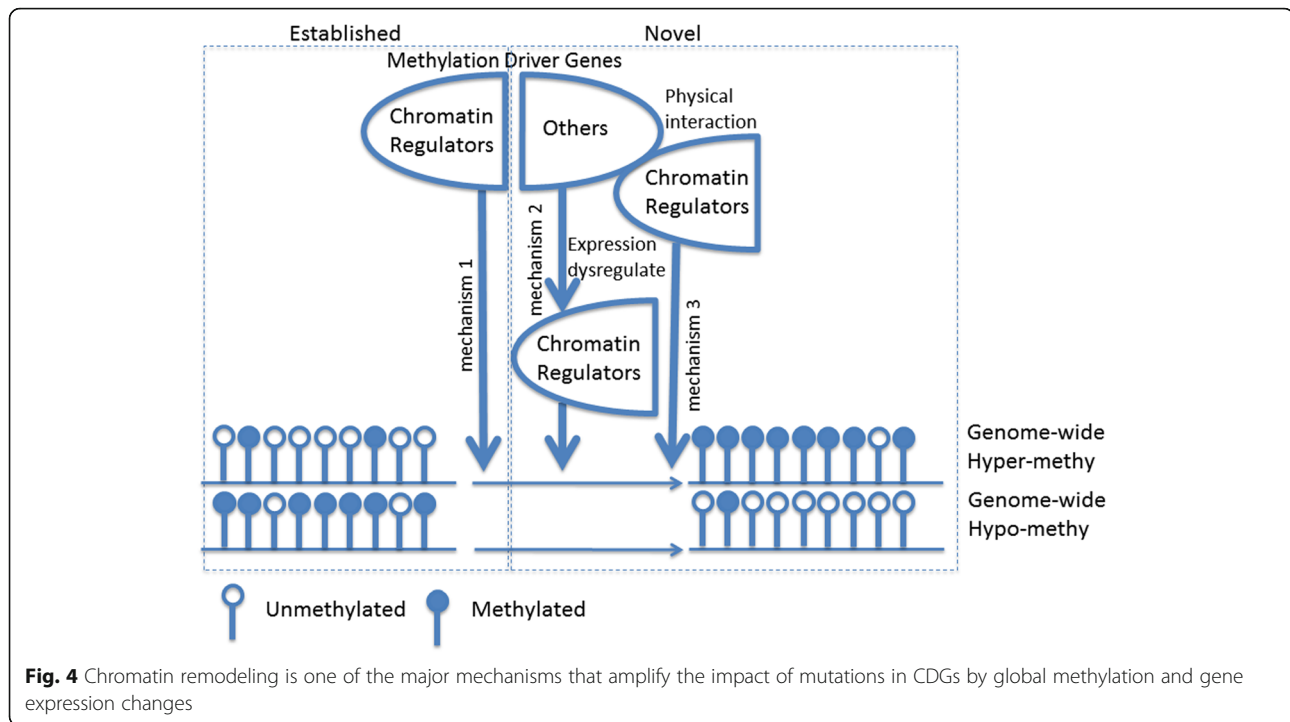 Established
Novel
Methylation Driver Genes
Chromatin
Regulators
Others
Physical
interaction
Chromatin
Regulators
mechanism 1
mechanism 2
Expression
dysregulate
mechanism 3
Chromatin
Regulators
Genome-wide
Hyper-methy
Genome-wide
Hypo-methy
Unmethylated
Methylated
Fig. 4 Chromatin remodeling is one of the major mechanisms that amplify the impact of mutations in CDGs by global methylation and gene
expression changes